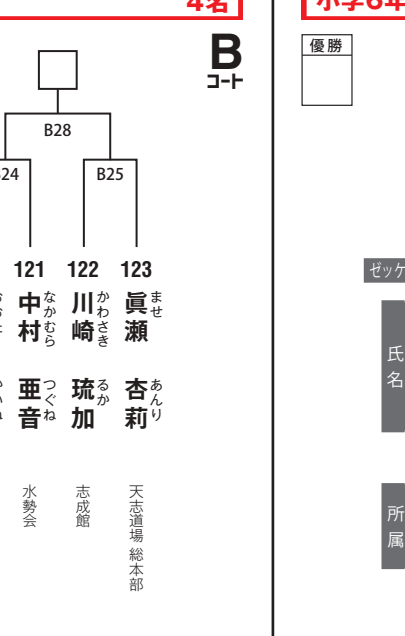 4名
Bコート
B28
24
B25
121
中村 亜音
なかむら つぐね
水勢会
122
川崎 琉加
かわさき るか
志成館
123
眞瀬 杏莉
ませ あんり
天志道場 総本部
小学6年
優勝
ゼッケ
氏名
所属